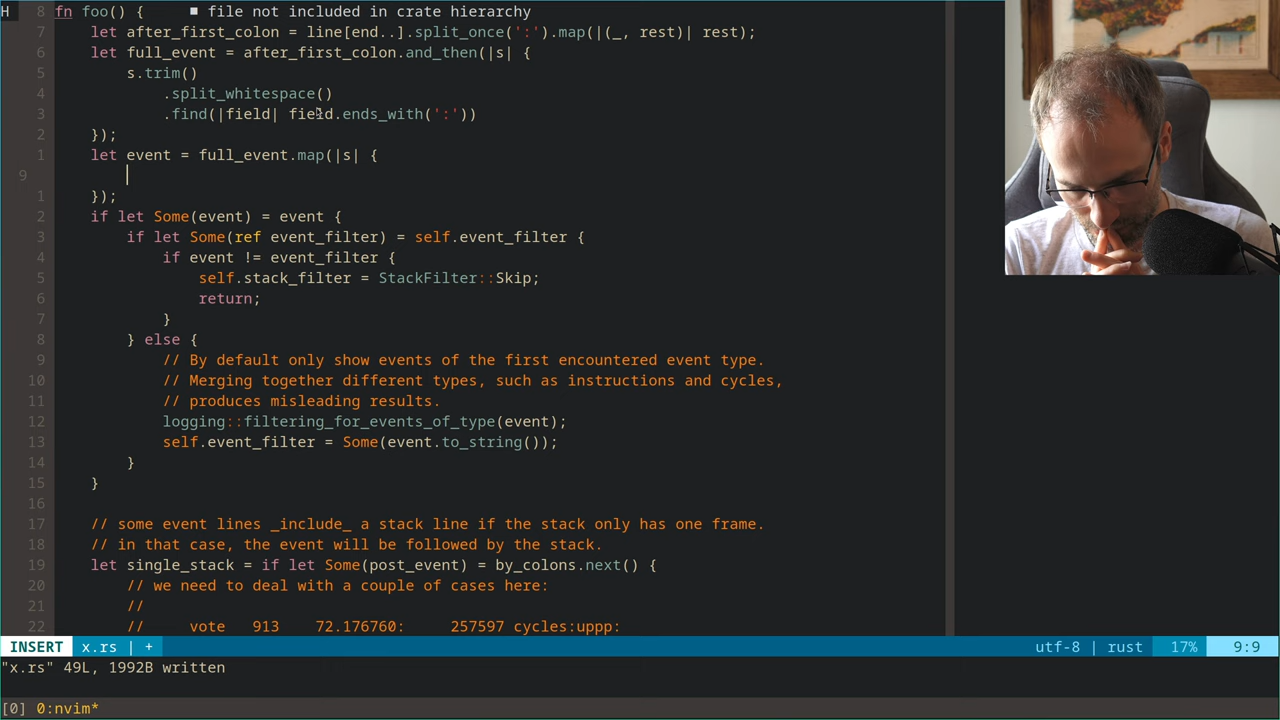 H 8 fn foo() { ■ file not included in crate hierarchy
7 let after_first_colon = line[end..].split_once(':').map(|(_, rest)| rest);
6 let full_event = after_first_colon.and_then(|s| {
5 s.trim()
4 .split_whitespace()
3 .find(|field| field.ends_with(':'))
2 });
1 let event = full_event.map(|s| {
9
1 });
2 if let Some(event) = event {
3 if let Some(ref event_filter) = self.event_filter {
4 if event != event_filter {
5 self.stack_filter = StackFilter::Skip;
6 return;
7 }
8 } else {
9 // By default only show events of the first encountered event type.
10 // Merging together different types, such as instructions and cycles,
11 // produces misleading results.
12 logging::filtering_for_events_of_type(event);
13 self.event_filter = Some(event.to_string());
14 }
15 }
16
17 // some event lines _include_ a stack line if the stack only has one frame.
18 // in that case, the event will be followed by the stack.
19 let single_stack = if let Some(post_event) = by_colons.next() {
20 // we need to deal with a couple of cases here:
21 //
22 // vote 913 72.176760: 257597 cycles:uppp:
INSERT x.rs | + utf-8 | rust 17% 9:9
"x.rs" 49L, 1992B written
[0] 0:nvim*